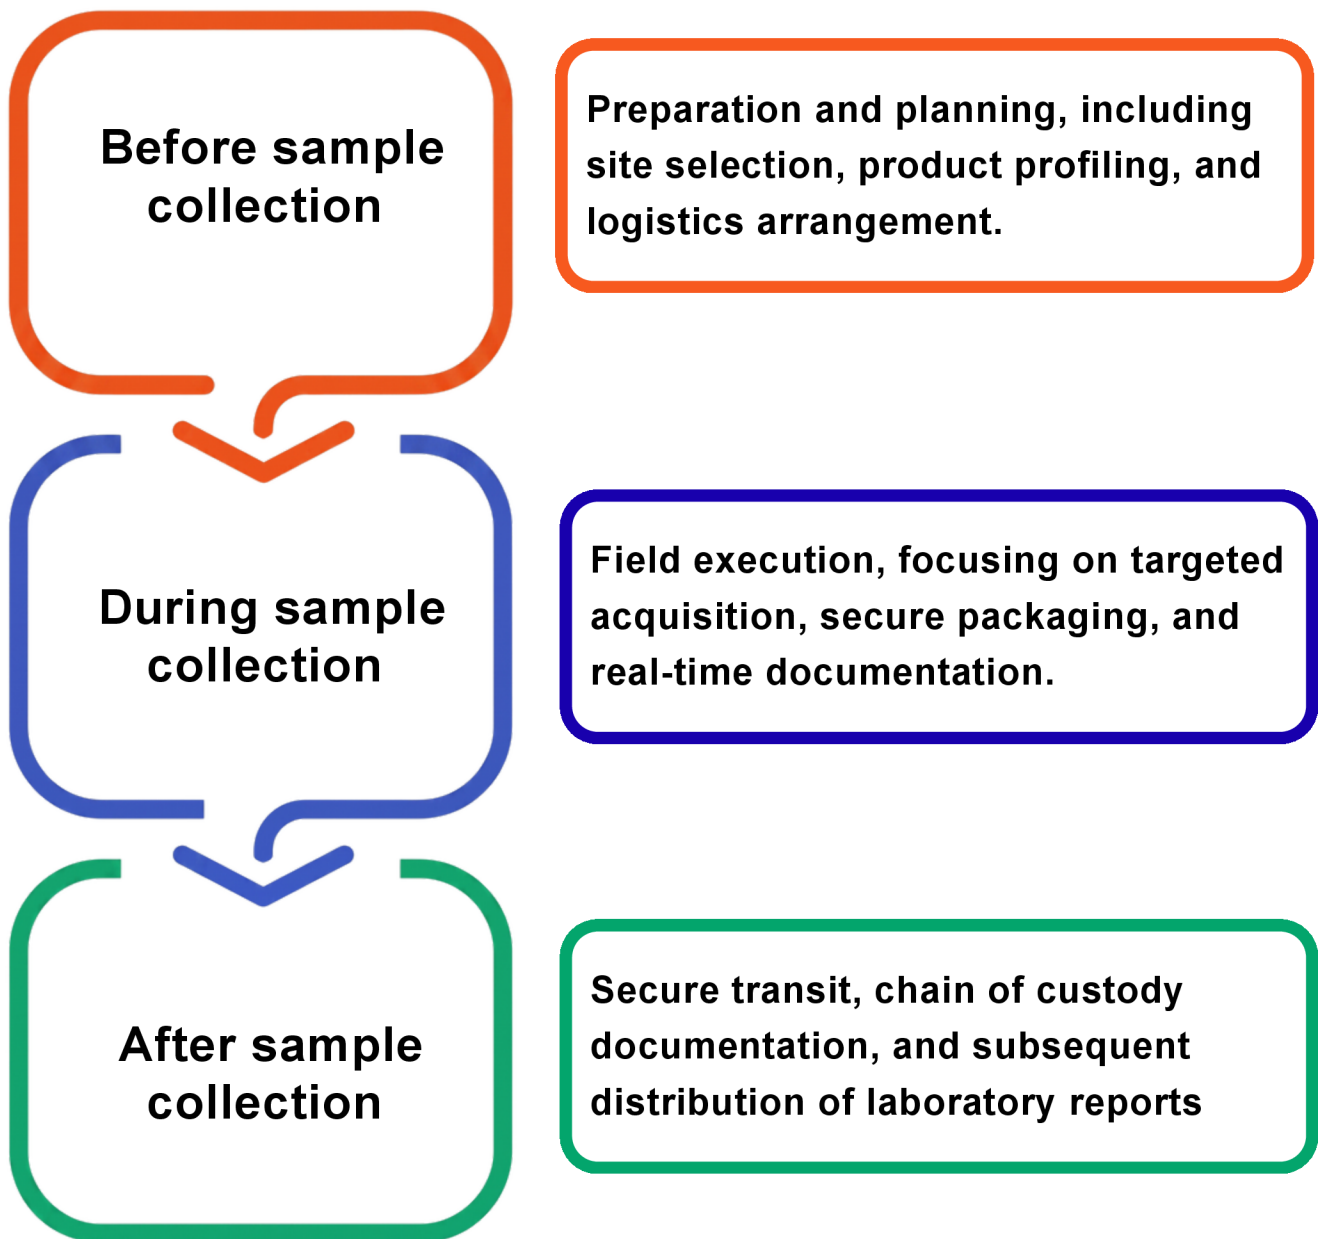 Before sample
collection
Preparation and planning, including
site selection, product profiling, and
logistics arrangement.
During sample
collection
Field execution, focusing on targeted
acquisition, secure packaging, and
real-time documentation.
After sample
collection
Secure transit, chain of custody
documentation, and subsequent
distribution of laboratory reports